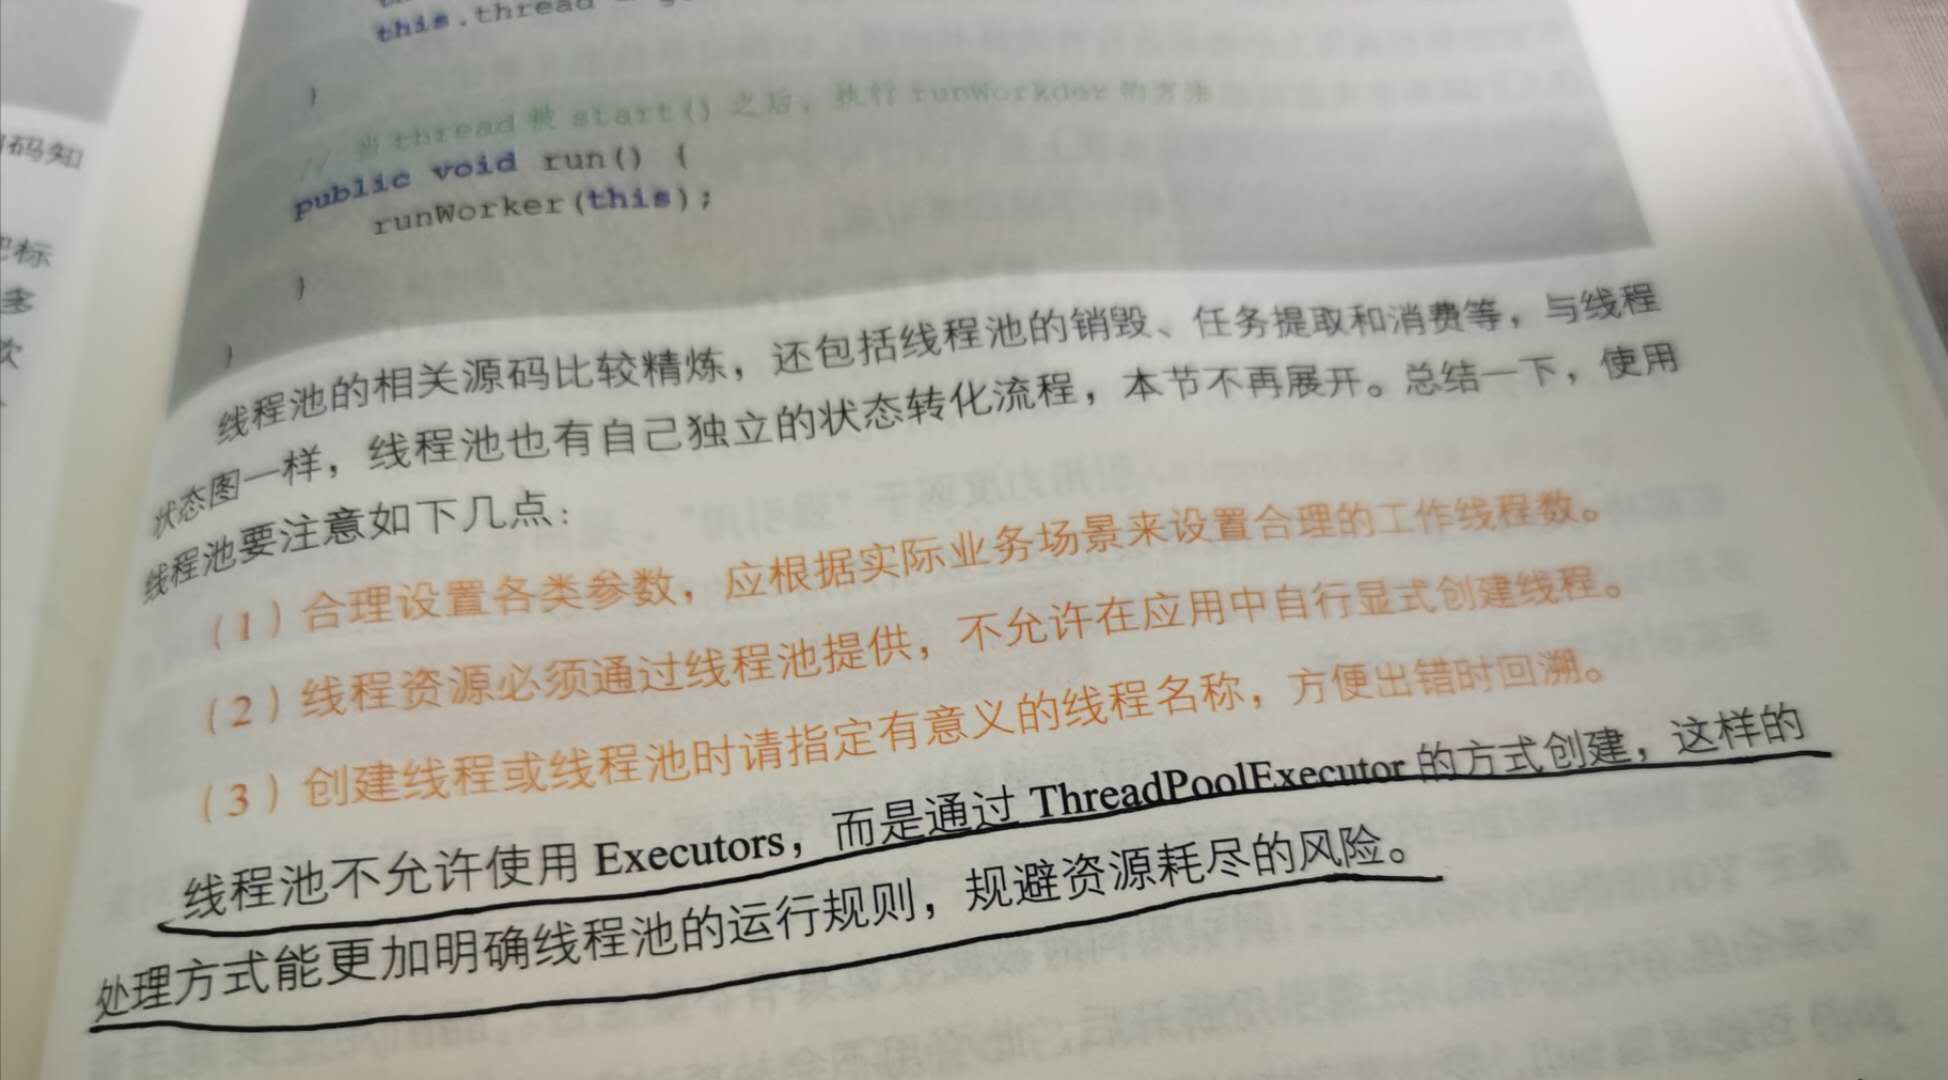 this.thread
}
// 当 thread 被 start() 之后，执行 runWorkder 的方法
public void run() {
runWorker(this);
}
}
线程池的相关源码比较精炼，还包括线程池的销毁、任务提取和消费等，与线程
状态图一样，线程池也有自己独立的状态转化流程，本节不再展开。总结一下，使用
线程池要注意如下几点：
（1）合理设置各类参数，应根据实际业务场景来设置合理的工作线程数。
（2）线程资源必须通过线程池提供，不允许在应用中自行显式创建线程。
（3）创建线程或线程池时请指定有意义的线程名称，方便出错时回溯。
线程池不允许使用 Executors，而是通过 ThreadPoolExecutor 的方式创建，这样的
处理方式能更加明确线程池的运行规则，规避资源耗尽的风险。
码知
标
多